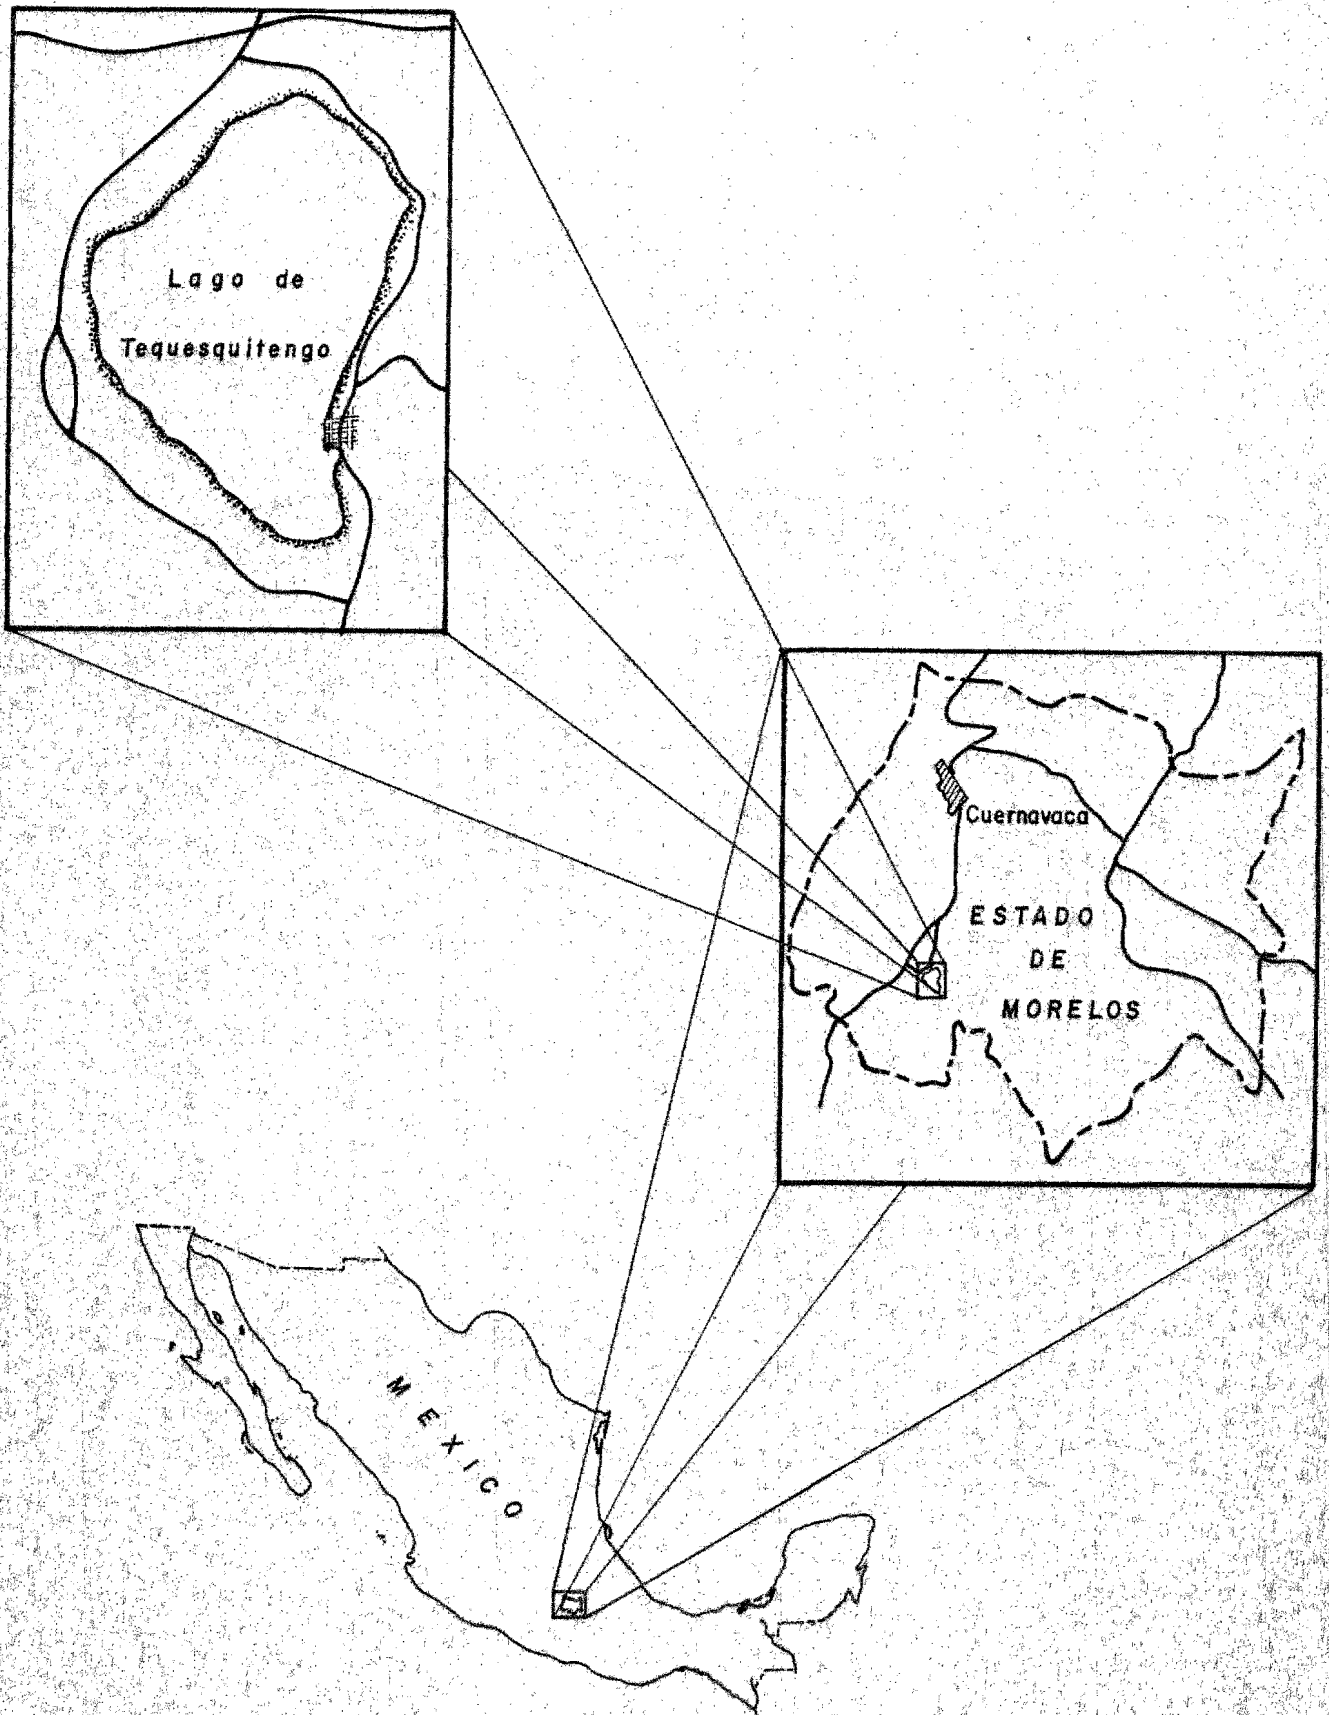 Lago de
Tequesquitengo
Cuernavaca
ESTADO
DE
MORELOS
MEXICO